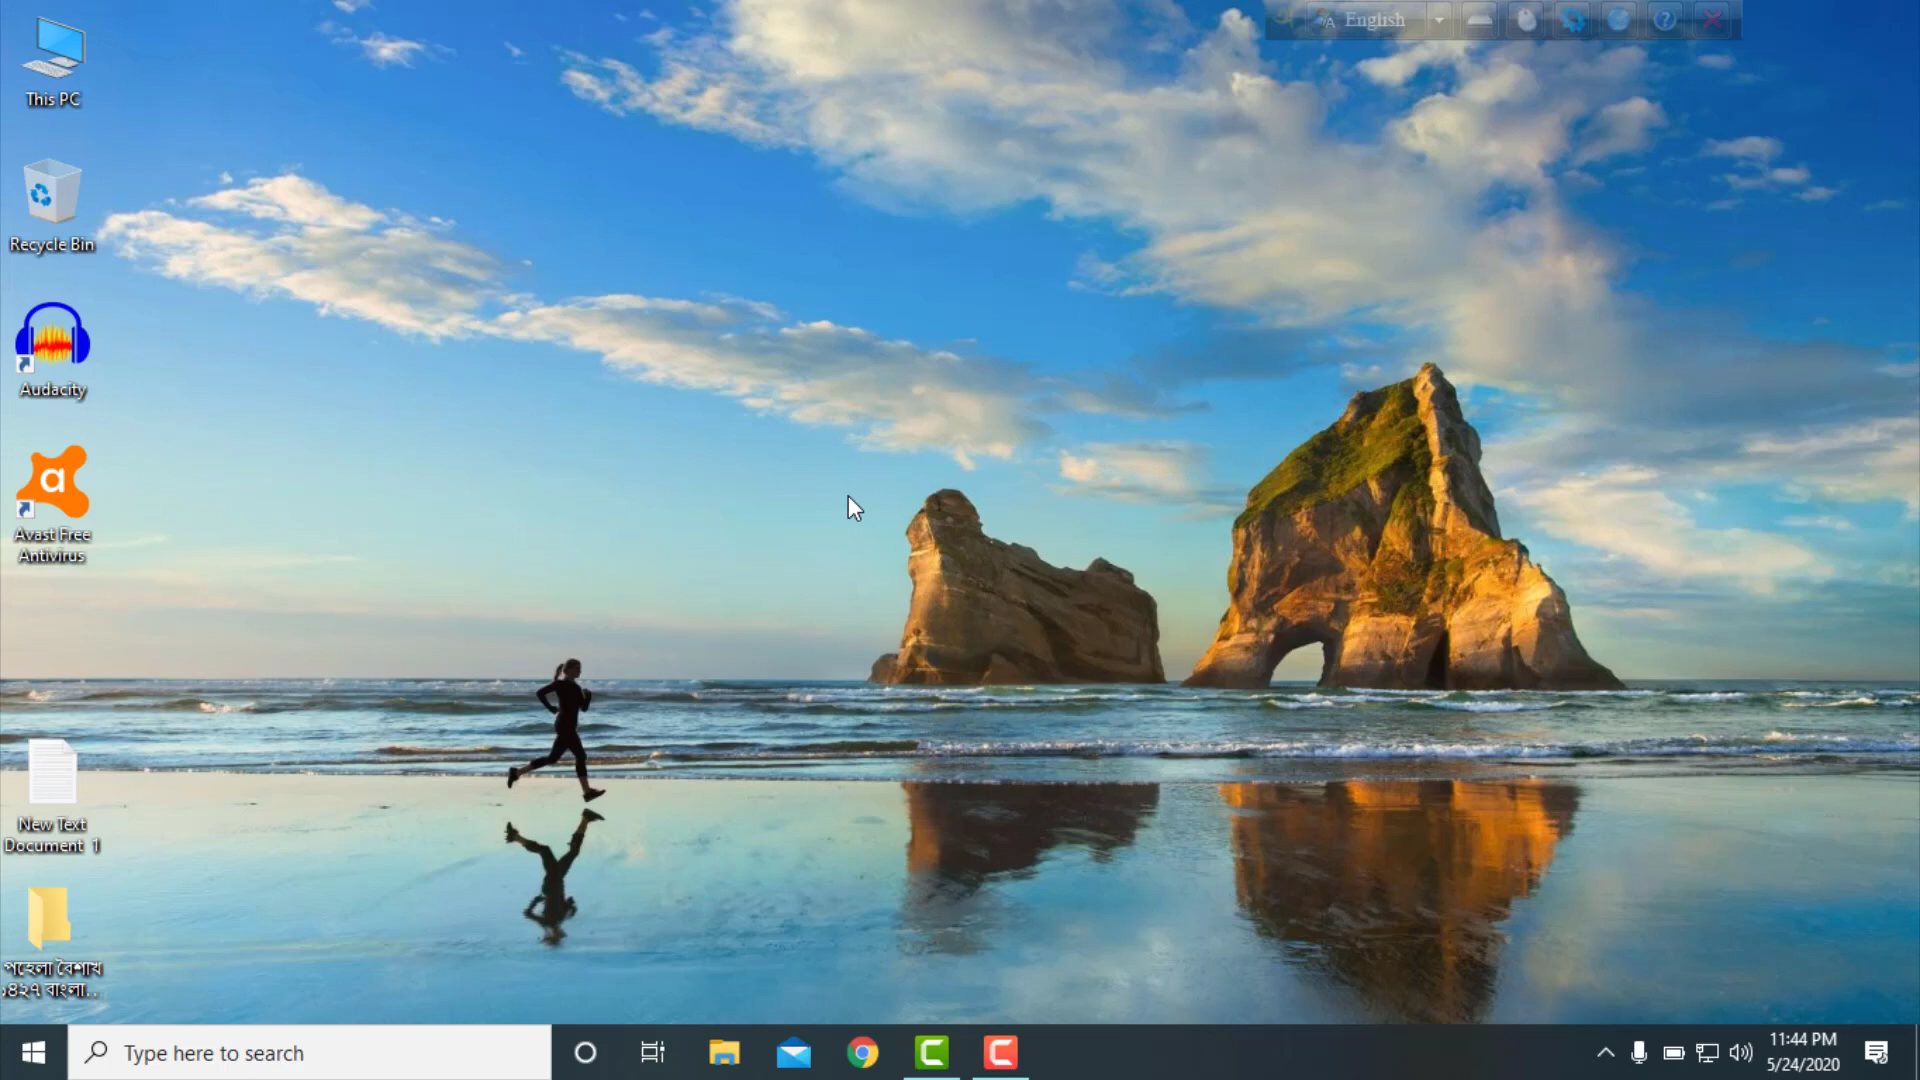 English
This PC
Recycle Bin
Audacity
Avast Free
Antivirus
New Text
Document 1
পহেলা বৈশাখ
১৪২৭ বাংলা...
Type here to search
11:44 PM
5/24/2020